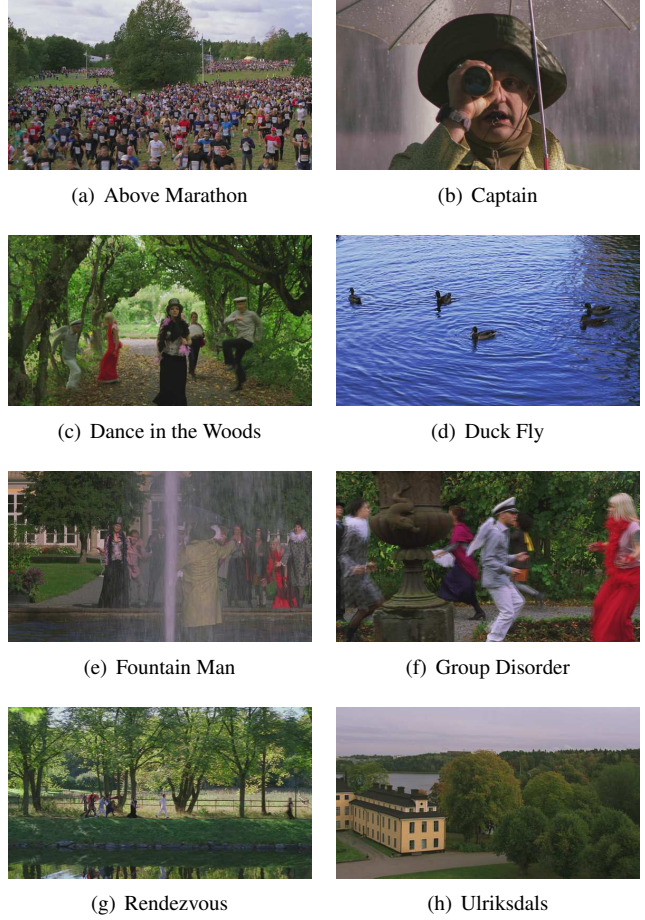 (a) Above Marathon
(b) Captain
(c) Dance in the Woods
(d) Duck Fly
(e) Fountain Man
(f) Group Disorder
(g) Rendezvous
(h) Ulriksdals